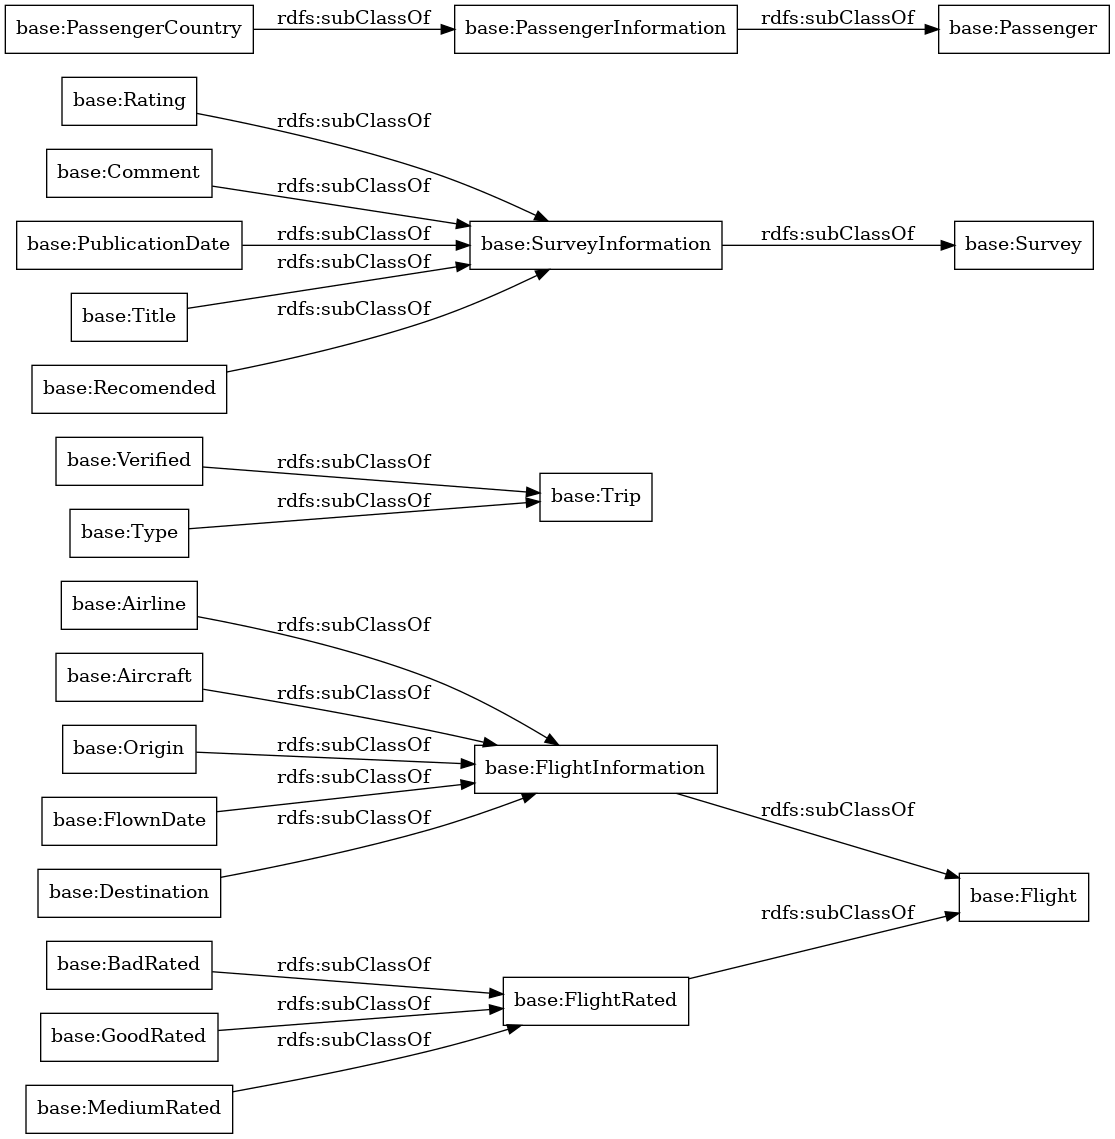 base:PassengerCountry
rdfs:subClassOf
base:PassengerInformation
rdfs:subClassOf
base:Passenger
base:Rating
rdfs:subClassOf
base:Comment
rdfs:subClassOf
base:PublicationDate
rdfs:subClassOf
base:SurveyInformation
rdfs:subClassOf
base:Survey
rdfs:subClassOf
base:Title
rdfs:subClassOf
base:Recomended
base:Verified
rdfs:subClassOf
base:Trip
rdfs:subClassOf
base:Type
base:Airline
rdfs:subClassOf
base:Aircraft
rdfs:subClassOf
base:Origin
rdfs:subClassOf
base:FlightInformation
rdfs:subClassOf
base:FlownDate
rdfs:subClassOf
base:Destination
rdfs:subClassOf
base:Flight
rdfs:subClassOf
base:BadRated
rdfs:subClassOf
base:FlightRated
rdfs:subClassOf
base:GoodRated
rdfs:subClassOf
base:MediumRated